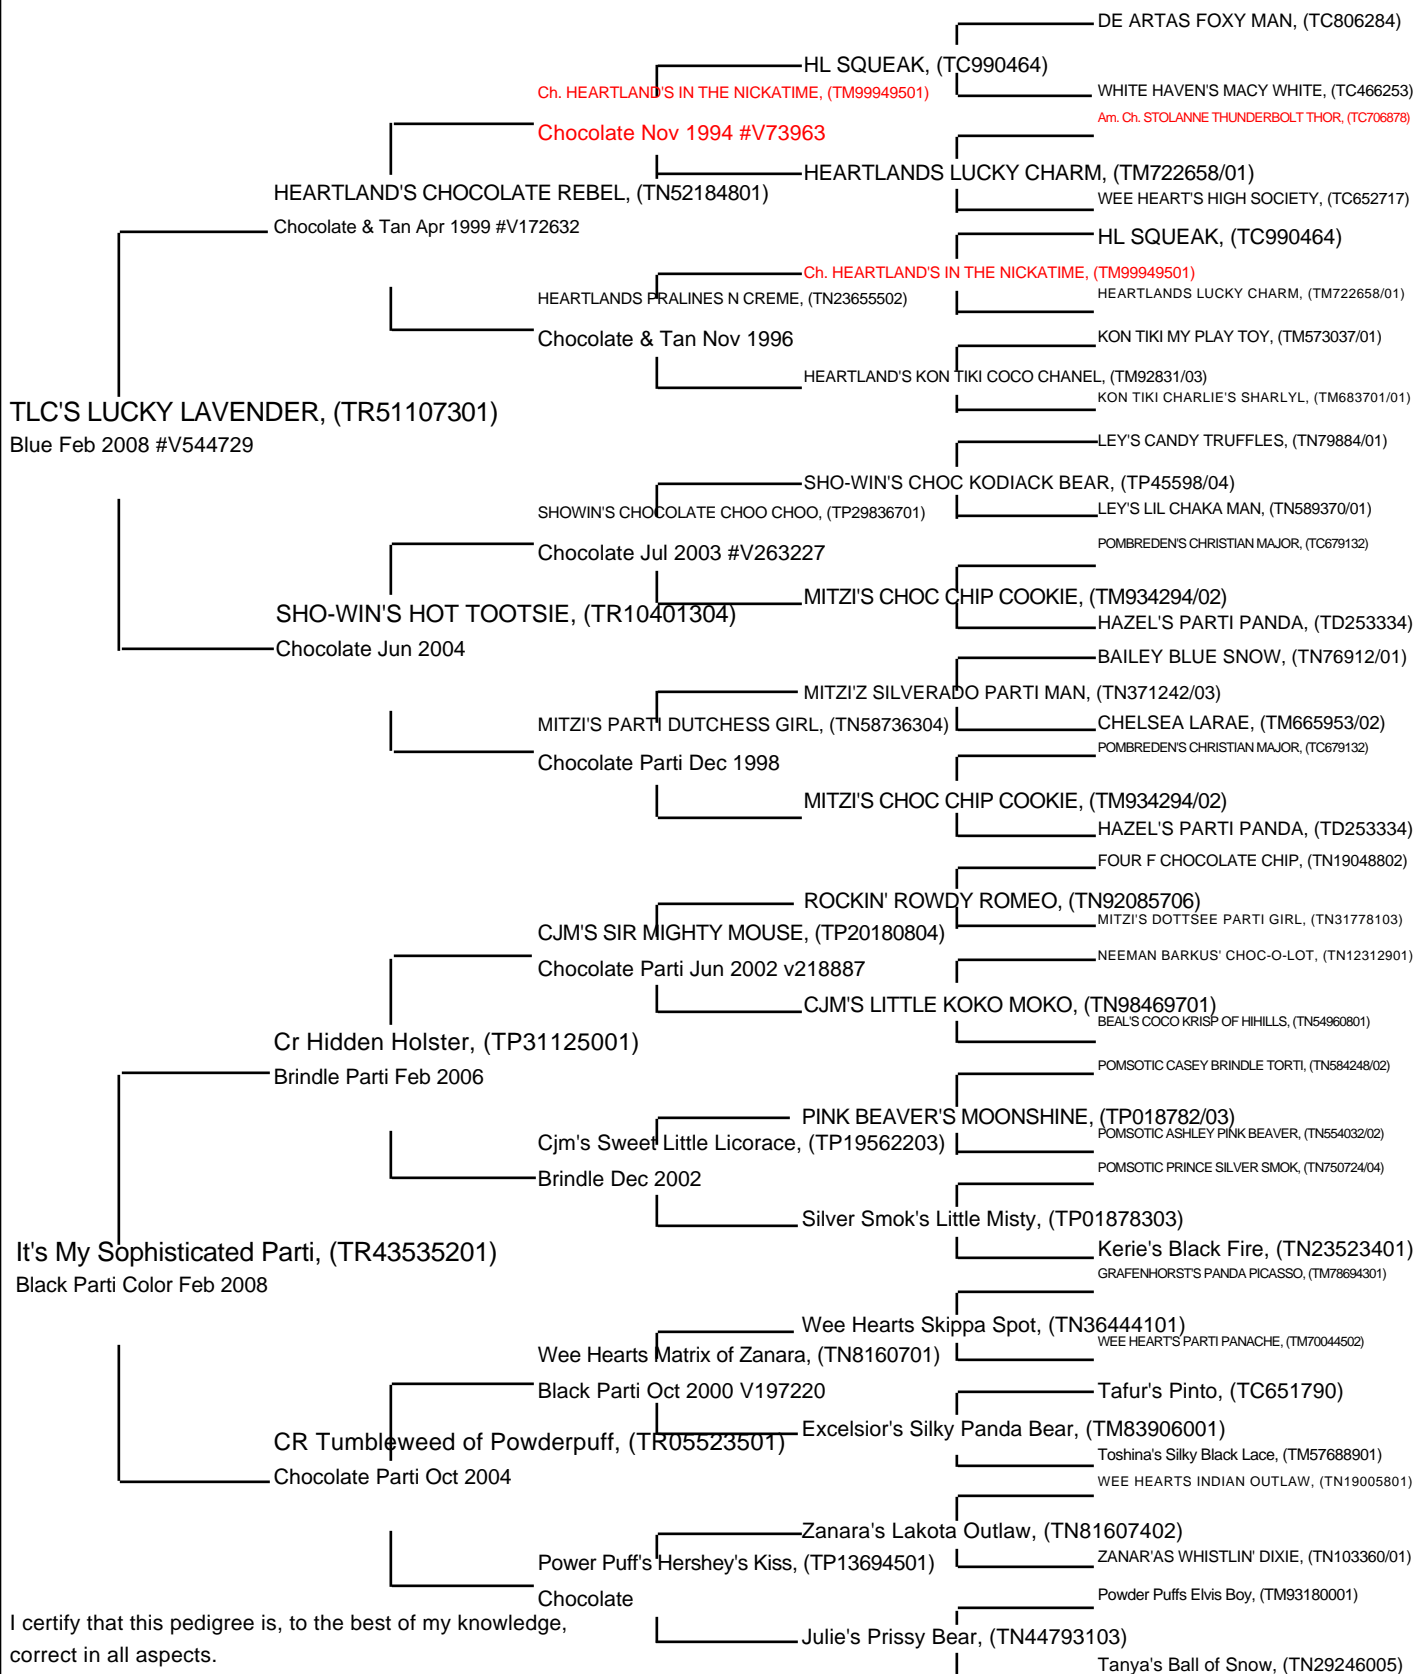 DE ARTAS FOXY MAN, (TC806284)
HL SQUEAK, (TC990464)
Ch. HEARTLAND'S IN THE NICKATIME, (TM99949501)
WHITE HAVEN'S MACY WHITE, (TC466253)
Am. Ch. STOLANNE THUNDERBOLT THOR, (TC706878)
Chocolate Nov 1994 #V73963
HEARTLANDS LUCKY CHARM, (TM722658/01)
HEARTLAND'S CHOCOLATE REBEL, (TN52184801)
WEE HEART'S HIGH SOCIETY, (TC652717)
Chocolate & Tan Apr 1999 #V172632
HL SQUEAK, (TC990464)
Ch. HEARTLAND'S IN THE NICKATIME, (TM99949501)
HEARTLANDS PRALINES N CREME, (TN23655502)
HEARTLANDS LUCKY CHARM, (TM722658/01)
Chocolate & Tan Nov 1996
KON TIKI MY PLAY TOY, (TM573037/01)
HEARTLAND'S KON TIKI COCO CHANEL, (TM92831/03)
KON TIKI CHARLIE'S SHARLYL, (TM683701/01)
TLC'S LUCKY LAVENDER, (TR51107301)
Blue Feb 2008 #V544729
LEY'S CANDY TRUFFLES, (TN79884/01)
SHO-WIN'S CHOC KODIACK BEAR, (TP45598/04)
SHOWIN'S CHOCOLATE CHOO CHOO, (TP29836701)
LEY'S LIL CHAKA MAN, (TN589370/01)
POMBREDEN'S CHRISTIAN MAJOR, (TC679132)
Chocolate Jul 2003 #V263227
MITZI'S CHOC CHIP COOKIE, (TM934294/02)
SHO-WIN'S HOT TOOTSIE, (TR10401304)
HAZEL'S PARTI PANDA, (TD253334)
Chocolate Jun 2004
BAILEY BLUE SNOW, (TN76912/01)
MITZI'Z SILVERADO PARTI MAN, (TN371242/03)
MITZI'S PARTI DUTCHESS GIRL, (TN58736304)
CHELSEA LARAE, (TM665953/02)
POMBREDEN'S CHRISTIAN MAJOR, (TC679132)
Chocolate Parti Dec 1998
MITZI'S CHOC CHIP COOKIE, (TM934294/02)
HAZEL'S PARTI PANDA, (TD253334)
FOUR F CHOCOLATE CHIP, (TN19048802)
ROCKIN' ROWDY ROMEO, (TN92085706)
MITZI'S DOTTSEE PARTI GIRL, (TN31778103)
CJM'S SIR MIGHTY MOUSE, (TP20180804)
NEEMAN BARKUS' CHOC-O-LOT, (TN12312901)
Chocolate Parti Jun 2002 v218887
CJM'S LITTLE KOKO MOKO, (TN98469701)
BEAL'S COCO KRISP OF HIHILLS, (TN54960801)
Cr Hidden Holster, (TP31125001)
Brindle Parti Feb 2006
POMSOTIC CASEY BRINDLE TORTI, (TN584248/02)
PINK BEAVER'S MOONSHINE, (TP018782/03)
POMSOTIC ASHLEY PINK BEAVER, (TN554032/02)
Cjm's Sweet Little Licorace, (TP19562203)
POMSOTIC PRINCE SILVER SMOK, (TN750724/04)
Brindle Dec 2002
Silver Smok's Little Misty, (TP01878303)
Kerie's Black Fire, (TN23523401)
It's My Sophisticated Parti, (TR43535201)
GRAFENHORST'S PANDA PICASSO, (TM78694301)
Black Parti Color Feb 2008
Wee Hearts Skippa Spot, (TN36444101)
WEE HEART'S PARTI PANACHE, (TM70044502)
Wee Hearts Matrix of Zanara, (TN8160701)
Black Parti Oct 2000 V197220
Tafur's Pinto, (TC651790)
Excelsior's Silky Panda Bear, (TM83906001)
CR Tumbleweed of Powderpuff, (TR05523501)
Toshina's Silky Black Lace, (TM57688901)
Chocolate Parti Oct 2004
WEE HEARTS INDIAN OUTLAW, (TN19005801)
Zanara's Lakota Outlaw, (TN81607402)
ZANAR'AS WHISTLIN' DIXIE, (TN103360/01)
Power Puff's Hershey's Kiss, (TP13694501)
Chocolate
Powder Puffs Elvis Boy, (TM93180001)
I certify that this pedigree is, to the best of my knowledge,
Julie's Prissy Bear, (TN44793103)
correct in all aspects.
Tanya's Ball of Snow, (TN29246005)